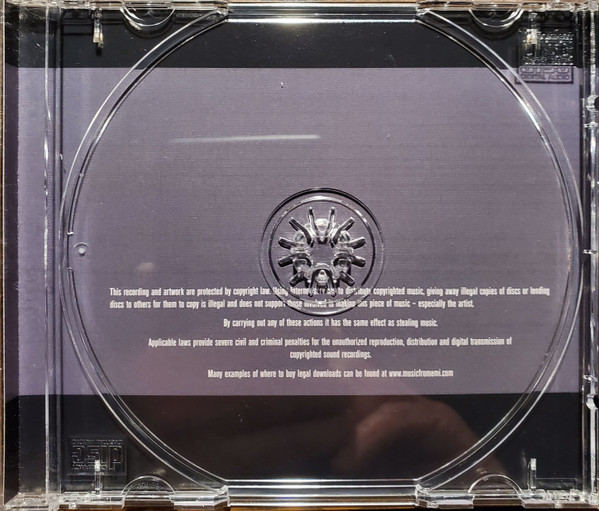 This recording and artwork are protected by copyright law. Using Internet services to distribute copyrighted music, giving away illegal copies of discs or lending
discs to others for them to copy is illegal and does not support those involved in making this piece of music – especially the artist.
By carrying out any of these actions it has the same effect as stealing music.
Applicable laws provide severe civil and criminal penalties for the unauthorized reproduction, distribution and digital transmission of
copyrighted sound recordings.
Many examples of where to buy legal downloads can be found at www.musicfromemi.com